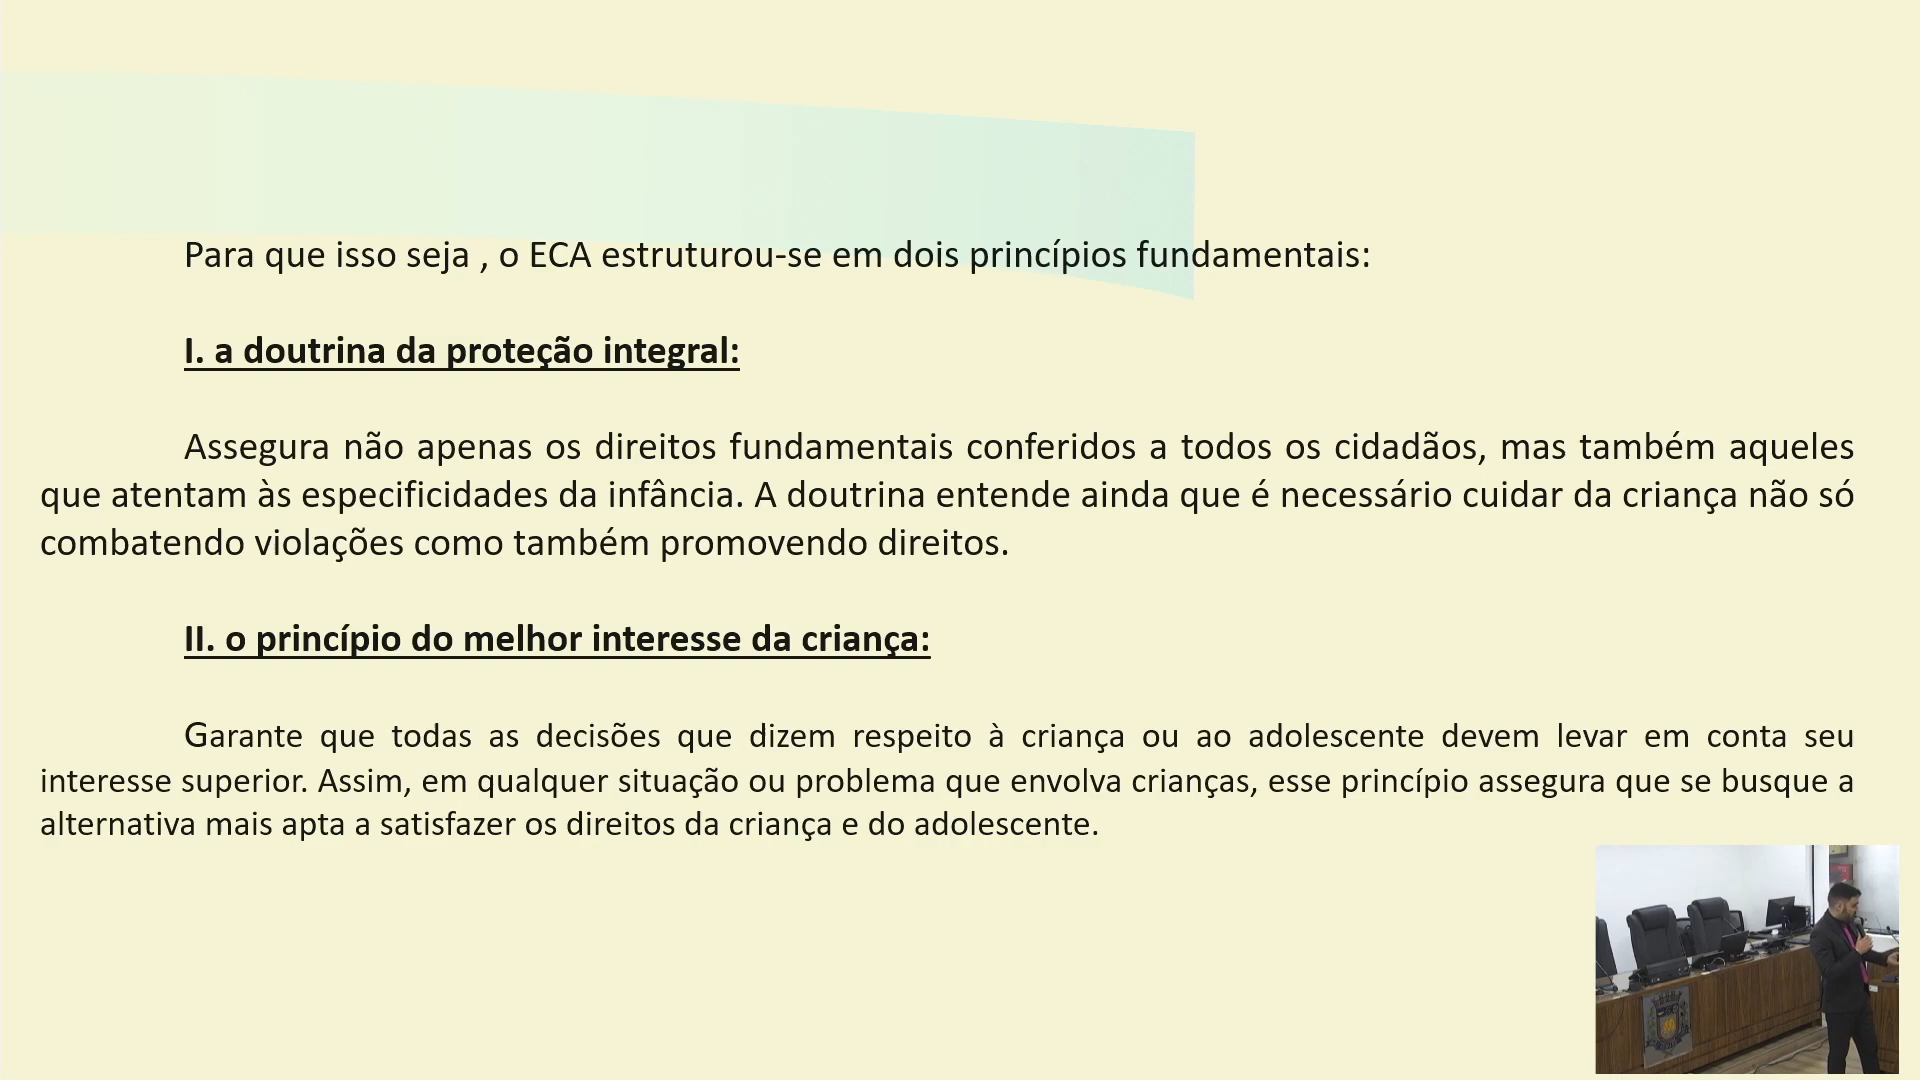 Para que isso seja , o ECA estruturou-se em dois princípios fundamentais:
I. a doutrina da proteção integral:
Assegura não apenas os direitos fundamentais conferidos a todos os cidadãos, mas também aqueles
que atentam às especificidades da infância. A doutrina entende ainda que é necessário cuidar da criança não só
combatendo violações como também promovendo direitos.
II. o princípio do melhor interesse da criança:
Garante que todas as decisões que dizem respeito à criança ou ao adolescente devem levar em conta seu
interesse superior. Assim, em qualquer situação ou problema que envolva crianças, esse princípio assegura que se busque a
alternativa mais apta a satisfazer os direitos da criança e do adolescente.